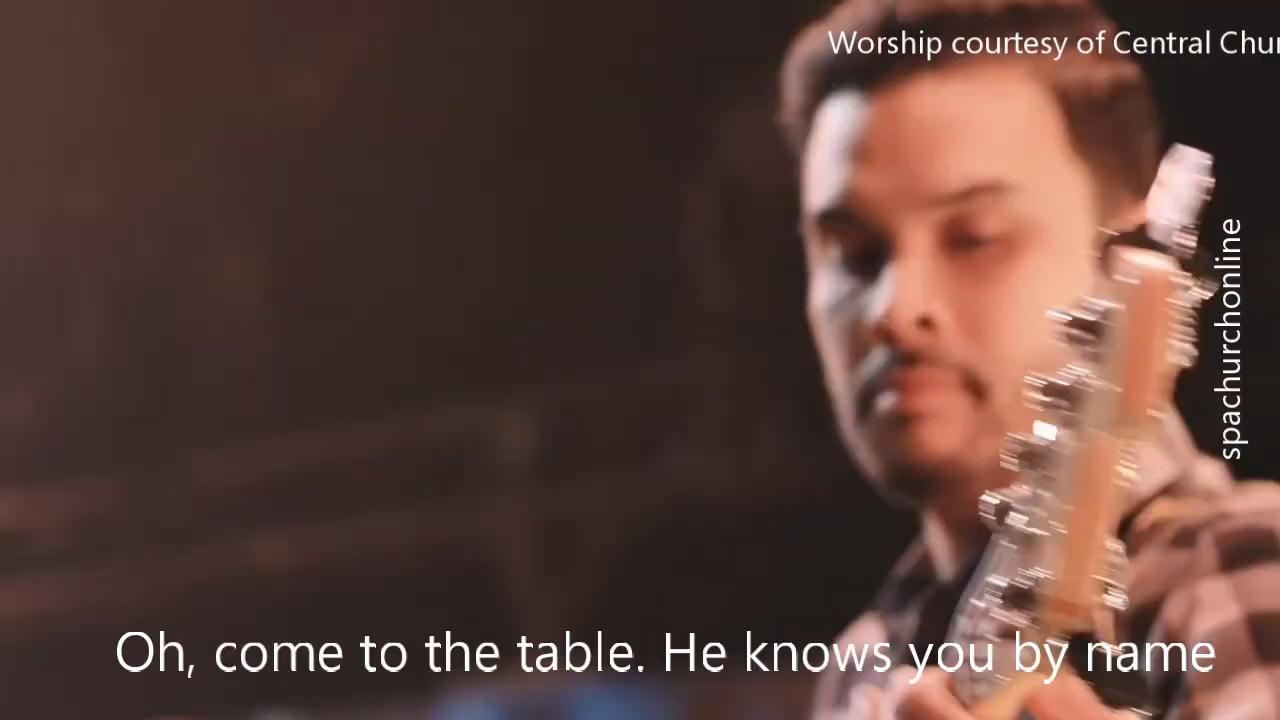 Worship courtesy of Central Chur
spachurchonline
Oh, come to the table. He knows you by name